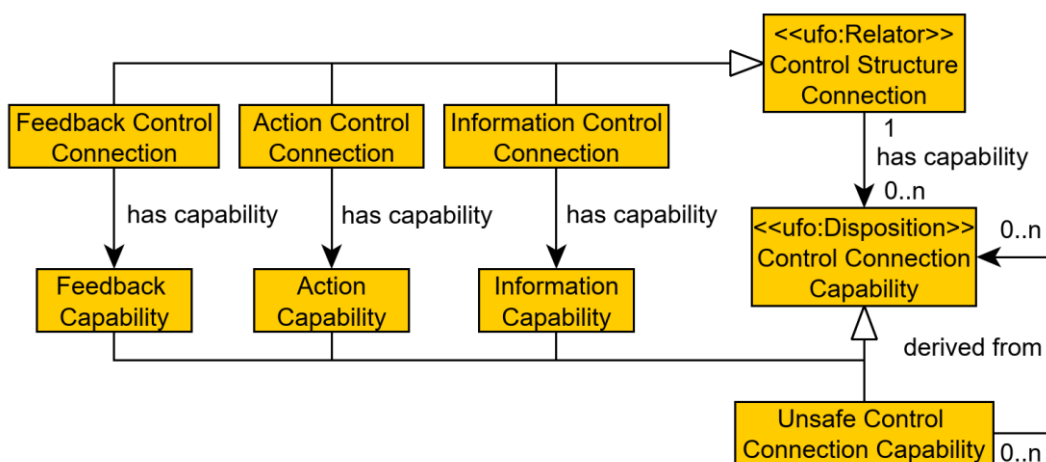 <<ufo:Relator>>
Control Structure
Connection
Feedback Control
Connection
Action Control
Connection
Information Control
Connection
1
has capability
0..n
has capability
has capability
has capability
<<ufo:Disposition>>
Control Connection
Capability
0..n
Feedback
Capability
Action
Capability
Information
Capability
derived from
Unsafe Control
Connection Capability
0..n